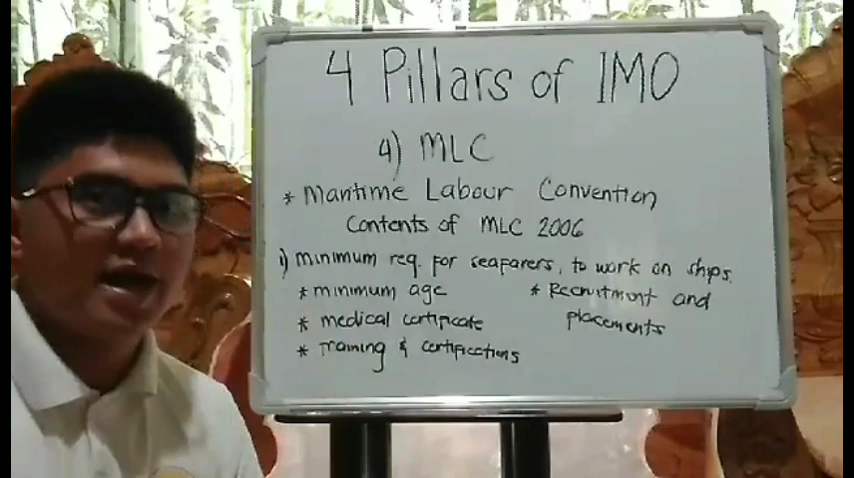 4 Pillars of IMO
4) MLC
* Maritime Labour Convention
Contents of MLC 2006
1) minimum req. for seafarers, to work on ships.
* minimum age
* medical certificate
* Training & certifications
* Recruitment and
placements